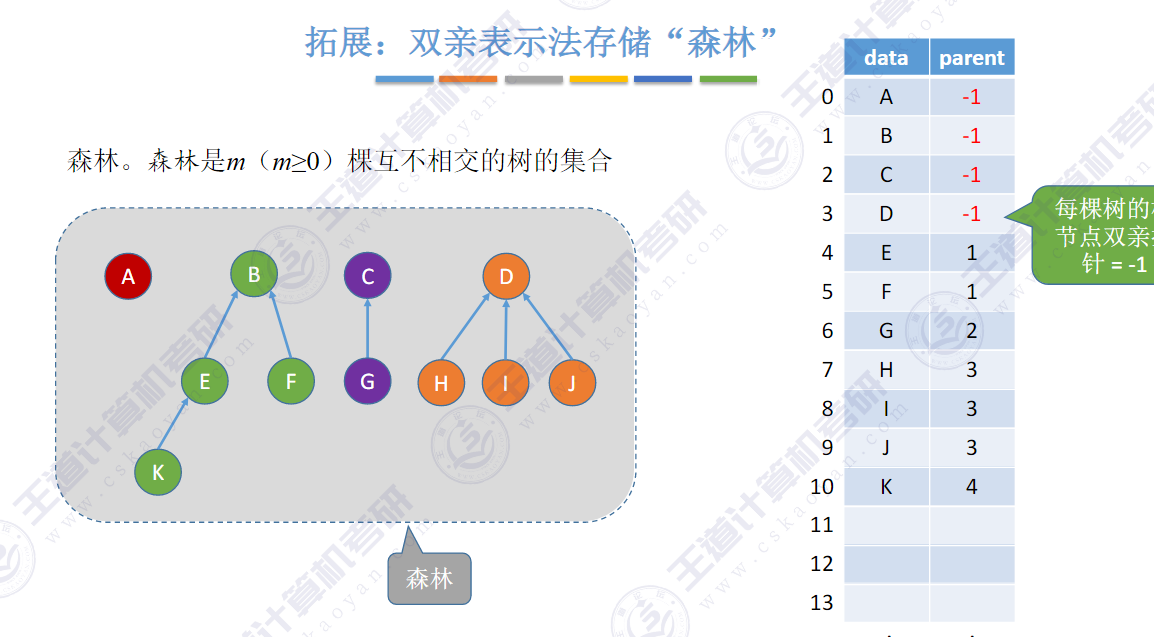 拓展：双亲表示法存储“森林”
森林。森林是m（m≥0）棵互不相交的树的集合
A
B
C
D
E
F
G
H
I
J
K
森林
data parent
0 A -1
1 B -1
2 C -1
3 D -1
4 E 1
5 F 1
6 G 2
7 H 3
8 I 3
9 J 3
10 K 4
11
12
13
每棵树的
节点双亲
针 = -1
王道计算机考研
www.cskaoyan.com